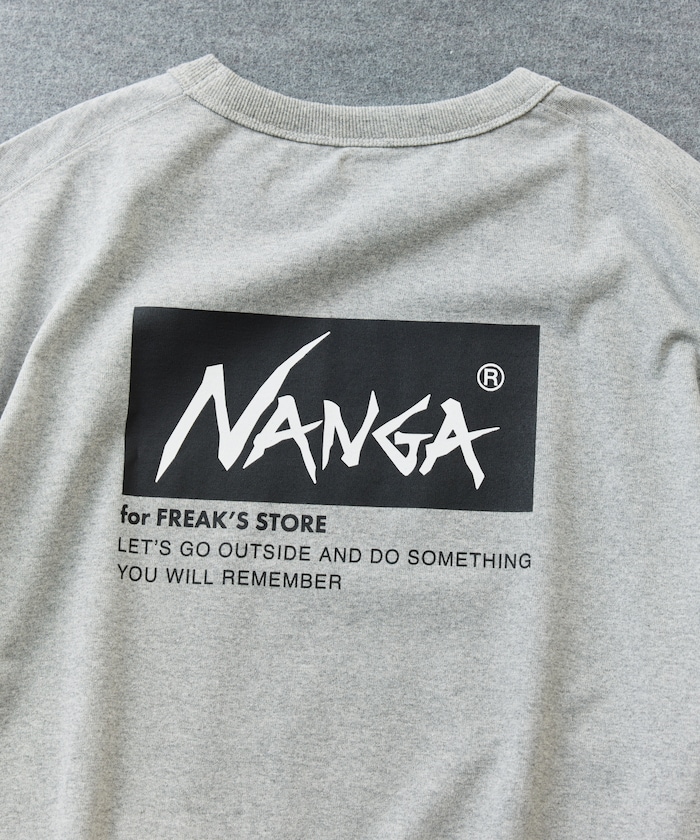 NANGA®
for FREAK'S STORE
LET'S GO OUTSIDE AND DO SOMETHING
YOU WILL REMEMBER